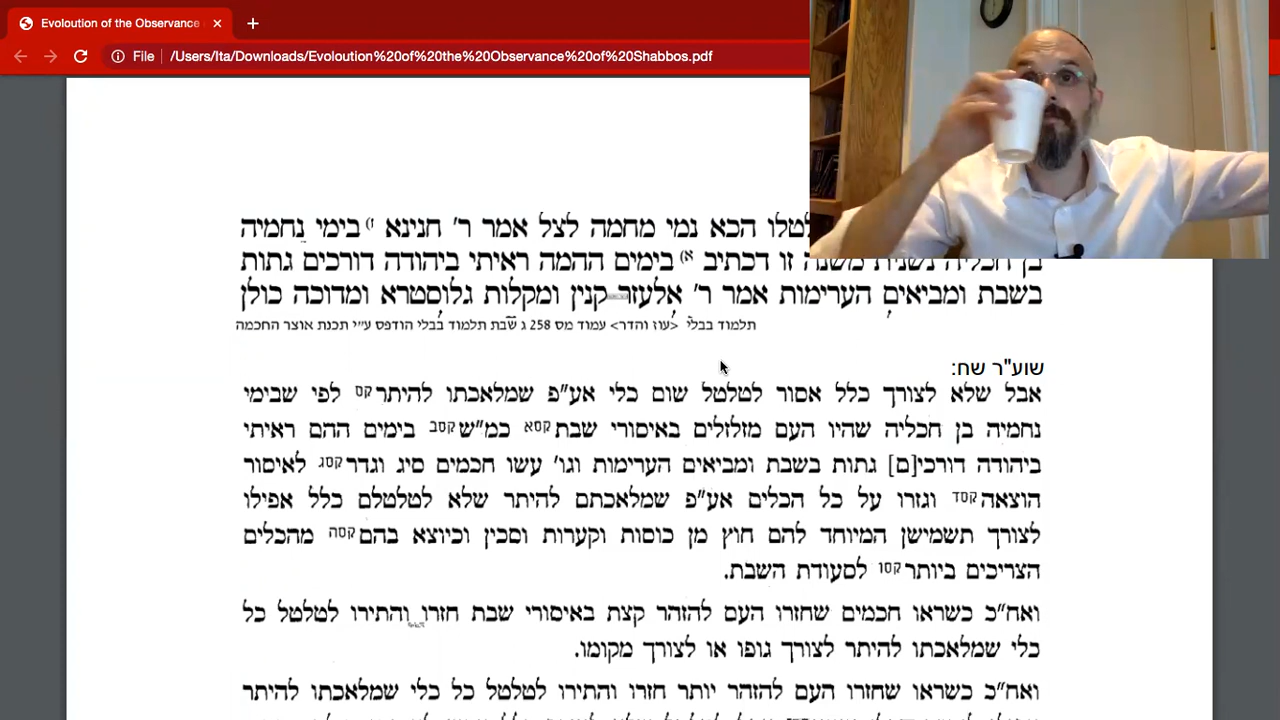 Evoloution of the Observance
File /Users/Ita/Downloads/Evoloution%20of%20the%20Observance%20of%20Shabbos.pdf
הכא נמי מחמה לצל אמר ר׳ חנינא ז) בימי נחמיה
בן חכליה נשנית משנה זו דכתיב א) בימים ההמה ראיתי ביהודה דורכים גתות
בשבת ומביאים הערימות אמר ר׳ אלעזר קנין ומקלות גלוסטרא ומדוכה כולן
תלמוד בבלי <עוז והדר> עמוד מס 258 ג שבת תלמוד בבלי הודפס ע״י תכנת אוצר החכמה
שוע"ר שח:
אבל שלא לצורך כלל אסור לטלטל שום כלי אע״פ שמלאכתו להיתר קס לפי שבימי
נחמיה בן חכליה שהיו העם מזלזלים באיסורי שבת קסא כמ״ש קסב בימים ההם ראיתי
ביהודה דורכי[ם] גתות בשבת ומביאים הערימות וגו׳ עשו חכמים סיג וגדר קסג לאיסור
הוצאה קסד וגזרו על כל הכלים אע״פ שמלאכתם להיתר שלא לטלטלם כלל אפילו
לצורך תשמישן המיוחד להם חוץ מן כוסות וקערות וסכין וכיוצא בהם קסה מהכלים
הצריכים ביותר קסו לסעודת השבת.
ואח״כ כשראו חכמים שחזרו העם להזהר קצת באיסורי שבת חזרו והתירו לטלטל כל
כלי שמלאכתו להיתר לצורך גופו או לצורך מקומו.
ואח״כ כשראו שחזרו העם להזהר יותר חזרו והתירו לטלטל כל כלי שמלאכתו להיתר